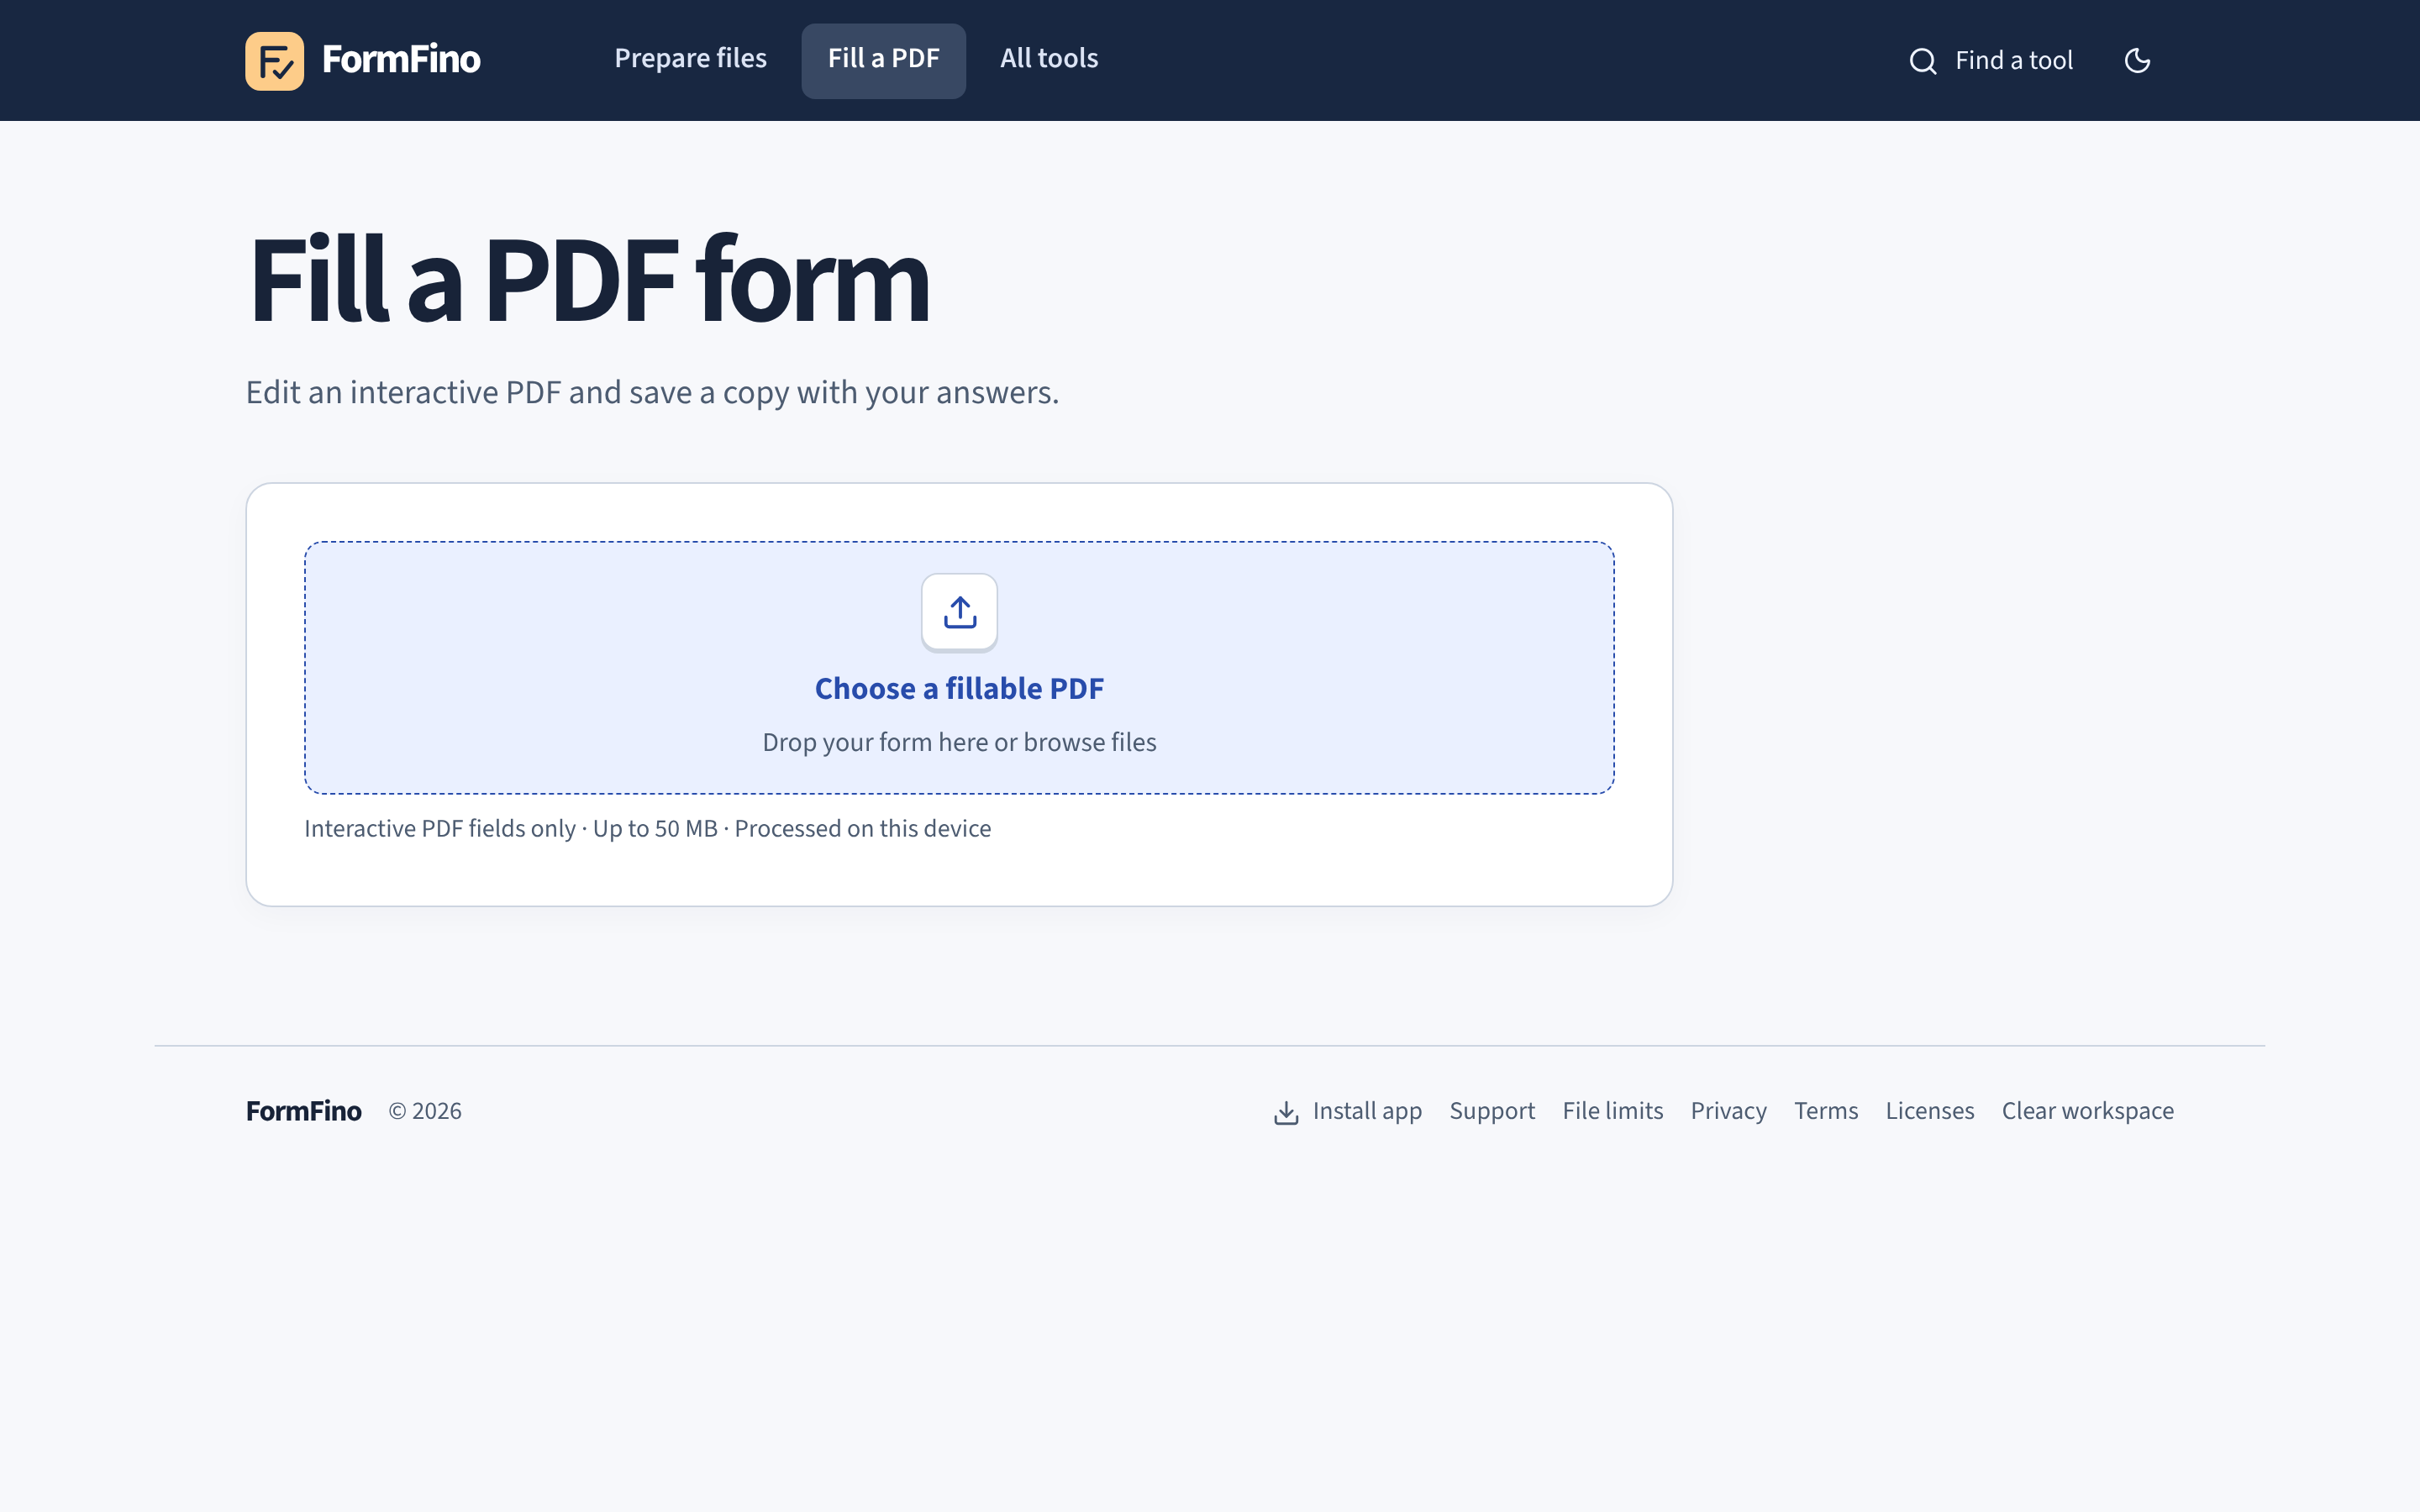 FormFino
Prepare files
Fill a PDF
All tools
Find a tool
Fill a PDF form
Edit an interactive PDF and save a copy with your answers.
Choose a fillable PDF
Drop your form here or browse files
Interactive PDF fields only · Up to 50 MB · Processed on this device
FormFino © 2026
Install app
Support
File limits
Privacy
Terms
Licenses
Clear workspace